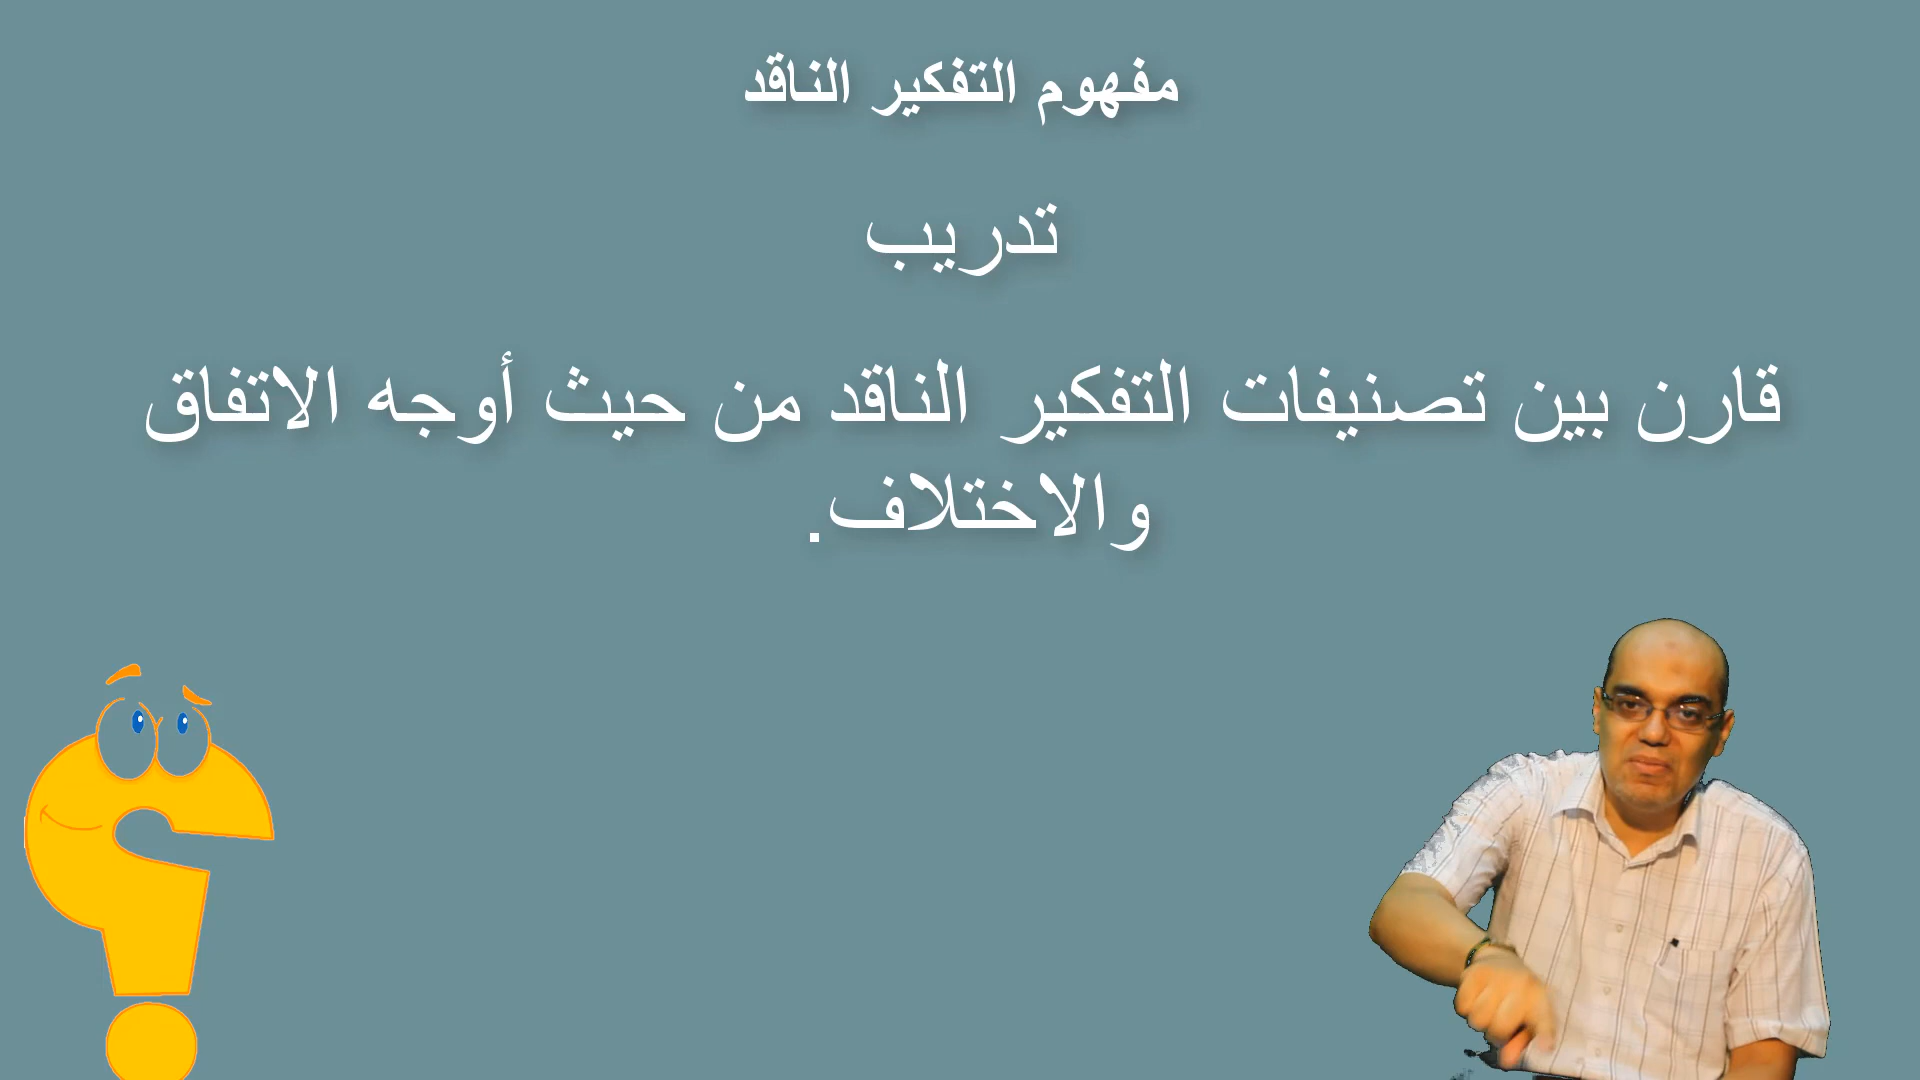 مفهوم التفكير الناقد
تدريب
قارن بين تصنيفات التفكير الناقد من حيث أوجه الاتفاق
والاختلاف.